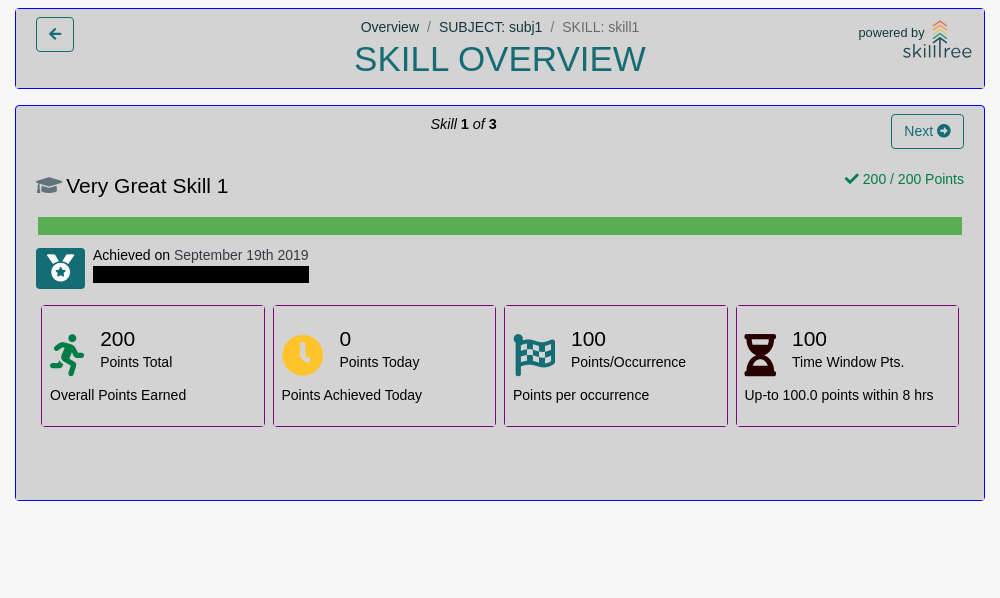 Overview / SUBJECT: subj1 / SKILL: skill1
SKILL OVERVIEW
powered by
skilltree
Skill 1 of 3
Next
Very Great Skill 1
200 / 200 Points
Achieved on September 19th 2019
200
Points Total
Overall Points Earned
0
Points Today
Points Achieved Today
100
Points/Occurrence
Points per occurrence
100
Time Window Pts.
Up-to 100.0 points within 8 hrs